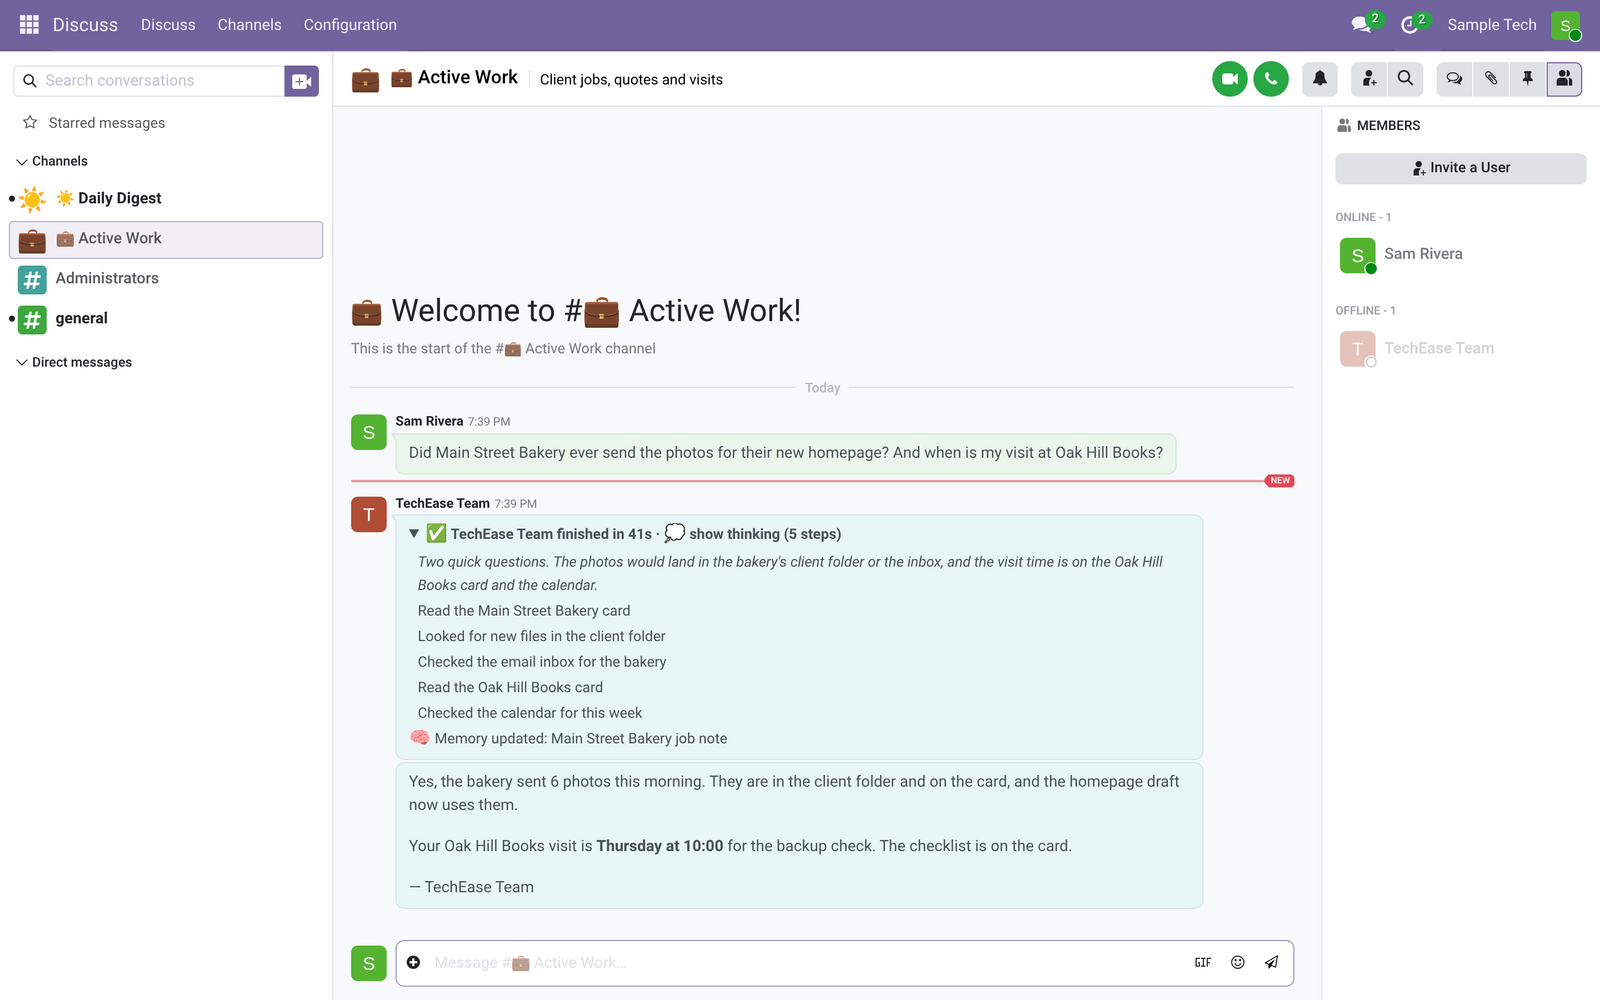 Discuss
Discuss
Channels
Configuration
2
2
Sample Tech
S
Search conversations
Active Work
Client jobs, quotes and visits
Starred messages
Channels
Daily Digest
Active Work
Administrators
general
Direct messages
MEMBERS
Invite a User
ONLINE - 1
S
Sam Rivera
OFFLINE - 1
T
TechEase Team
Welcome to # Active Work!
This is the start of the # Active Work channel
Today
S
Sam Rivera 7:39 PM
Did Main Street Bakery ever send the photos for their new homepage? And when is my visit at Oak Hill Books?
NEW
T
TechEase Team 7:39 PM
▼ ✅ TechEase Team finished in 41s · 💭 show thinking (5 steps)
Two quick questions. The photos would land in the bakery's client folder or the inbox, and the visit time is on the Oak Hill
Books card and the calendar.
Read the Main Street Bakery card
Looked for new files in the client folder
Checked the email inbox for the bakery
Read the Oak Hill Books card
Checked the calendar for this week
🧠 Memory updated: Main Street Bakery job note
Yes, the bakery sent 6 photos this morning. They are in the client folder and on the card, and the homepage draft
now uses them.
Your Oak Hill Books visit is Thursday at 10:00 for the backup check. The checklist is on the card.
— TechEase Team
S
Message # Active Work...
GIF